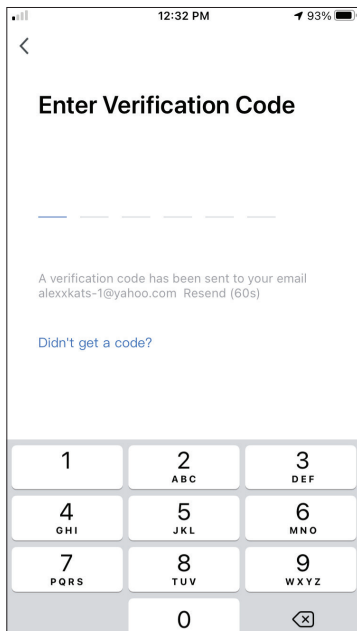 12:32 PM 93%
Enter Verification Code
A verification code has been sent to your email
alexxkats-1@yahoo.com Resend (60s)
Didn't get a code?
1 2 3
ABC DEF
4 5 6
GHI JKL MNO
7 8 9
PQRS TUV WXYZ
0